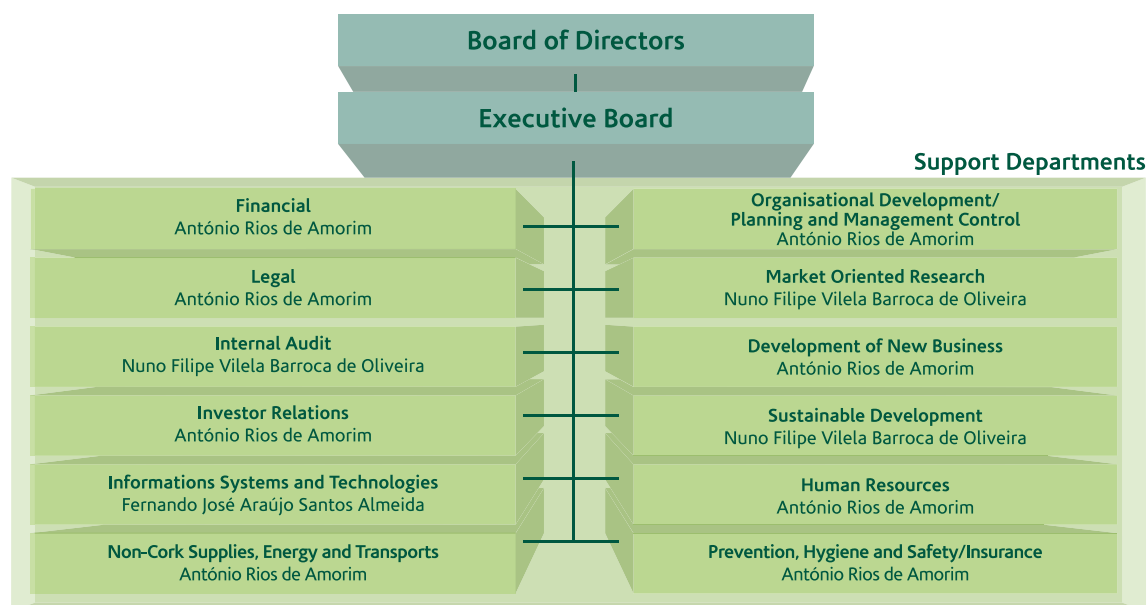 Board of Directors
Executive Board
Support Departments
Financial
António Rios de Amorim
Organisational Development/
Planning and Management Control
António Rios de Amorim
Legal
António Rios de Amorim
Market Oriented Research
Nuno Filipe Vilela Barroca de Oliveira
Internal Audit
Nuno Filipe Vilela Barroca de Oliveira
Development of New Business
António Rios de Amorim
Investor Relations
António Rios de Amorim
Sustainable Development
Nuno Filipe Vilela Barroca de Oliveira
Informations Systems and Technologies
Fernando José Araújo Santos Almeida
Human Resources
António Rios de Amorim
Non-Cork Supplies, Energy and Transports
António Rios de Amorim
Prevention, Hygiene and Safety/Insurance
António Rios de Amorim